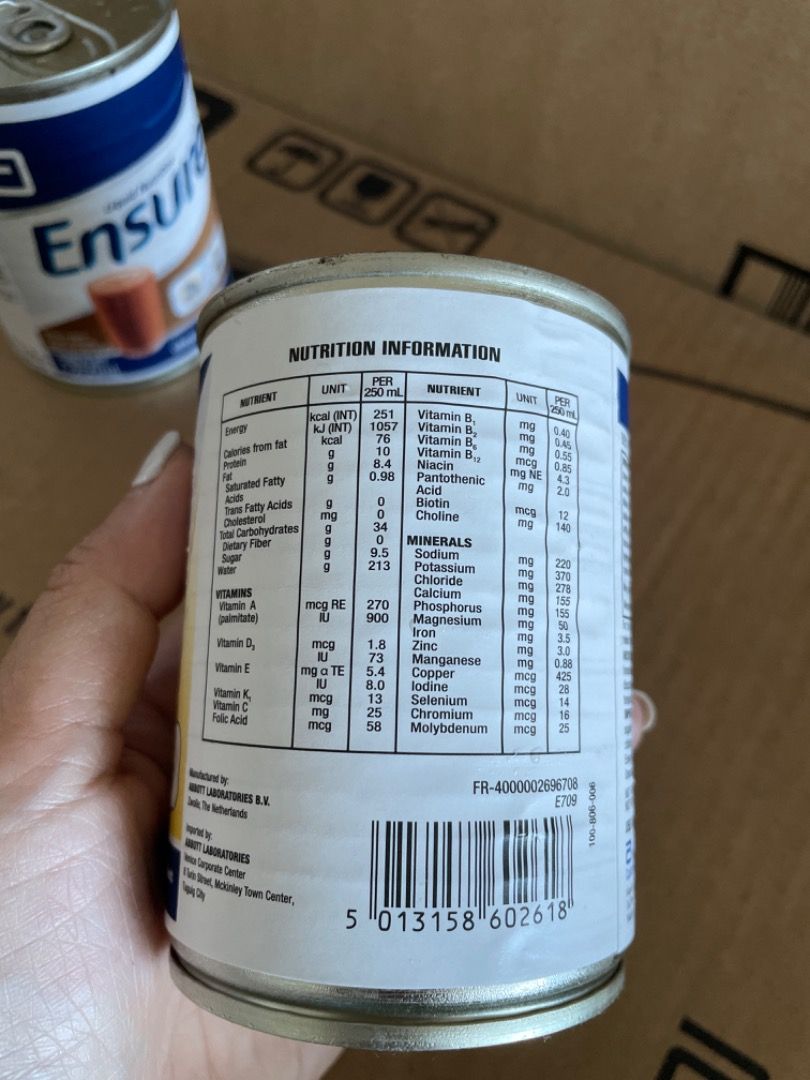 Ensure
NUTRITION INFORMATION
NUTRIENT UNIT PER 250 mL NUTRIENT UNIT PER 250 mL
Energy kcal (INT) 251 Vitamin B₁ mg 0.40
kJ (INT) 1057 Vitamin B₂ mg 0.45
Calories from fat kcal 76 Vitamin B₆ mg 0.55
Protein g 10 Vitamin B₁₂ mcg 0.85
Fat g 8.4 Niacin mg NE 4.3
Saturated Fatty Acids g 0.98 Pantothenic Acid mg 2.0
Trans Fatty Acids g 0 Biotin mcg 12
Cholesterol mg 0 Choline mg 140
Total Carbohydrates g 34
Dietary Fiber g 0 MINERALS
Sugar g 9.5 Sodium mg 220
Water g 213 Potassium mg 370
Chloride mg 278
VITAMINS Calcium mg 155
Vitamin A (palmitate) mcg RE 270 Phosphorus mg 155
IU 900 Magnesium mg 50
Iron mg 3.5
Vitamin D₃ mcg 1.8 Zinc mg 3.0
IU 73 Manganese mg 0.88
Vitamin E mg α TE 5.4 Copper mcg 425
IU 8.0 Iodine mcg 28
Vitamin K₁ mcg 13 Selenium mcg 14
Vitamin C mg 25 Chromium mcg 16
Folic Acid mcg 58 Molybdenum mcg 25
Manufactured by:
ABBOTT LABORATORIES B.V.
Zwolle, The Netherlands
Imported by:
ABBOTT LABORATORIES
Venice Corporate Center
8 Turin Street, Mckinley Town Center,
Taguig City
FR-4000002696708
E709
100-806-006
5 013158 602618